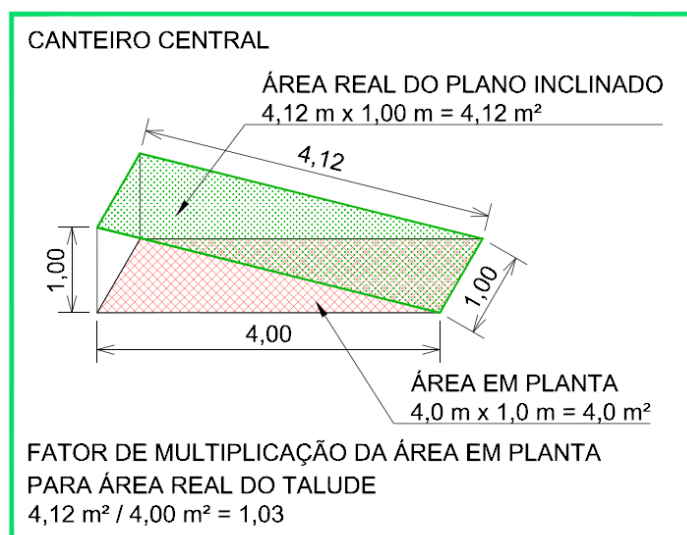 CANTEIRO CENTRAL
ÁREA REAL DO PLANO INCLINADO
4,12 m x 1,00 m = 4,12 m²
4,12
1,00
1,00
4,00
ÁREA EM PLANTA
4,0 m x 1,0 m = 4,0 m²
FATOR DE MULTIPLICAÇÃO DA ÁREA EM PLANTA
PARA ÁREA REAL DO TALUDE
4,12 m² / 4,00 m² = 1,03